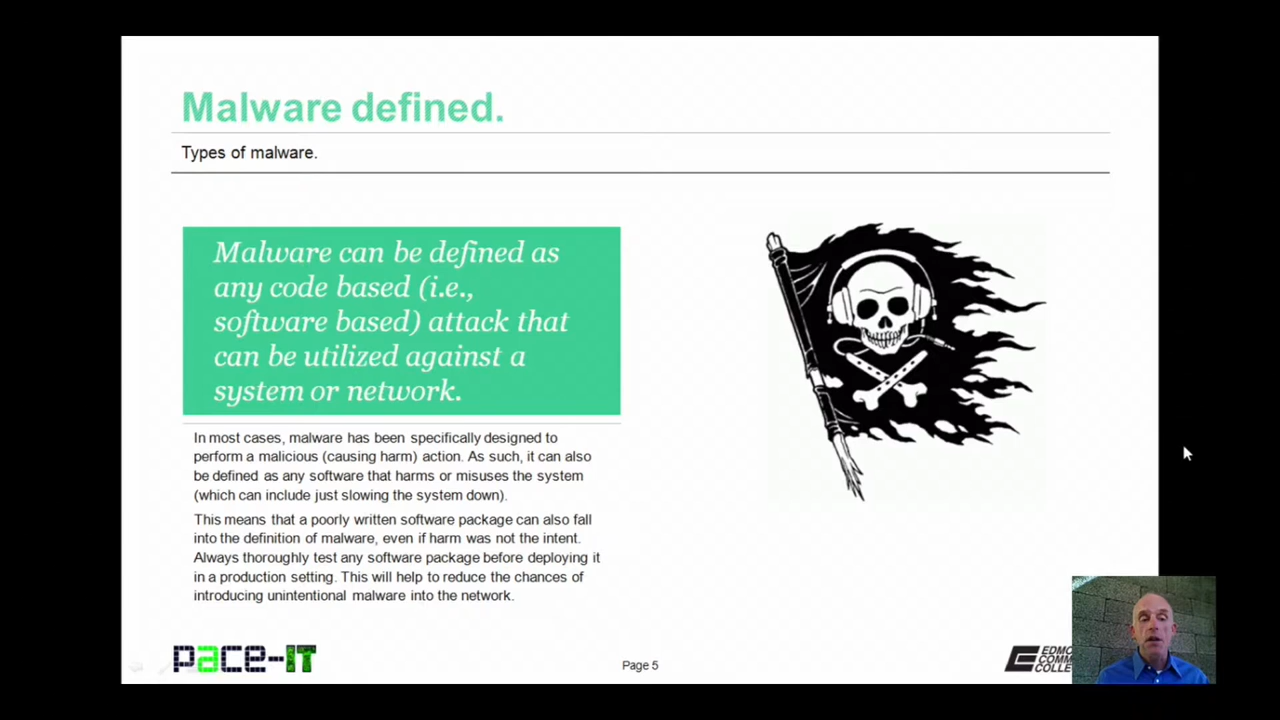 Malware defined.
Types of malware.
Malware can be defined as
any code based (i.e.,
software based) attack that
can be utilized against a
system or network.
In most cases, malware has been specifically designed to
perform a malicious (causing harm) action. As such, it can also
be defined as any software that harms or misuses the system
(which can include just slowing the system down).
This means that a poorly written software package can also fall
into the definition of malware, even if harm was not the intent.
Always thoroughly test any software package before deploying it
in a production setting. This will help to reduce the chances of
introducing unintentional malware into the network.
pace-IT
Page 5